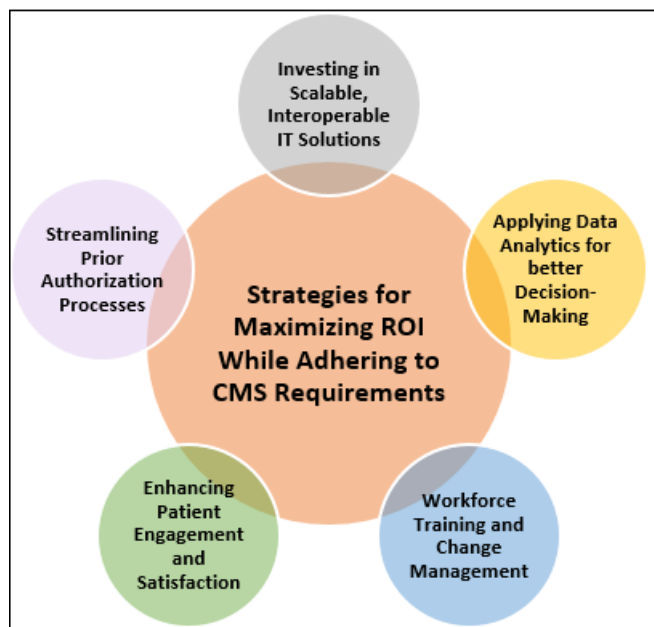 Investing in
Scalable,
Interoperable
IT Solutions
Streamlining
Prior
Authorization
Processes
Applying Data
Analytics for
better
Decision-
Making
Strategies for
Maximizing ROI
While Adhering to
CMS Requirements
Enhancing
Patient
Engagement
and
Satisfaction
Workforce
Training and
Change
Management